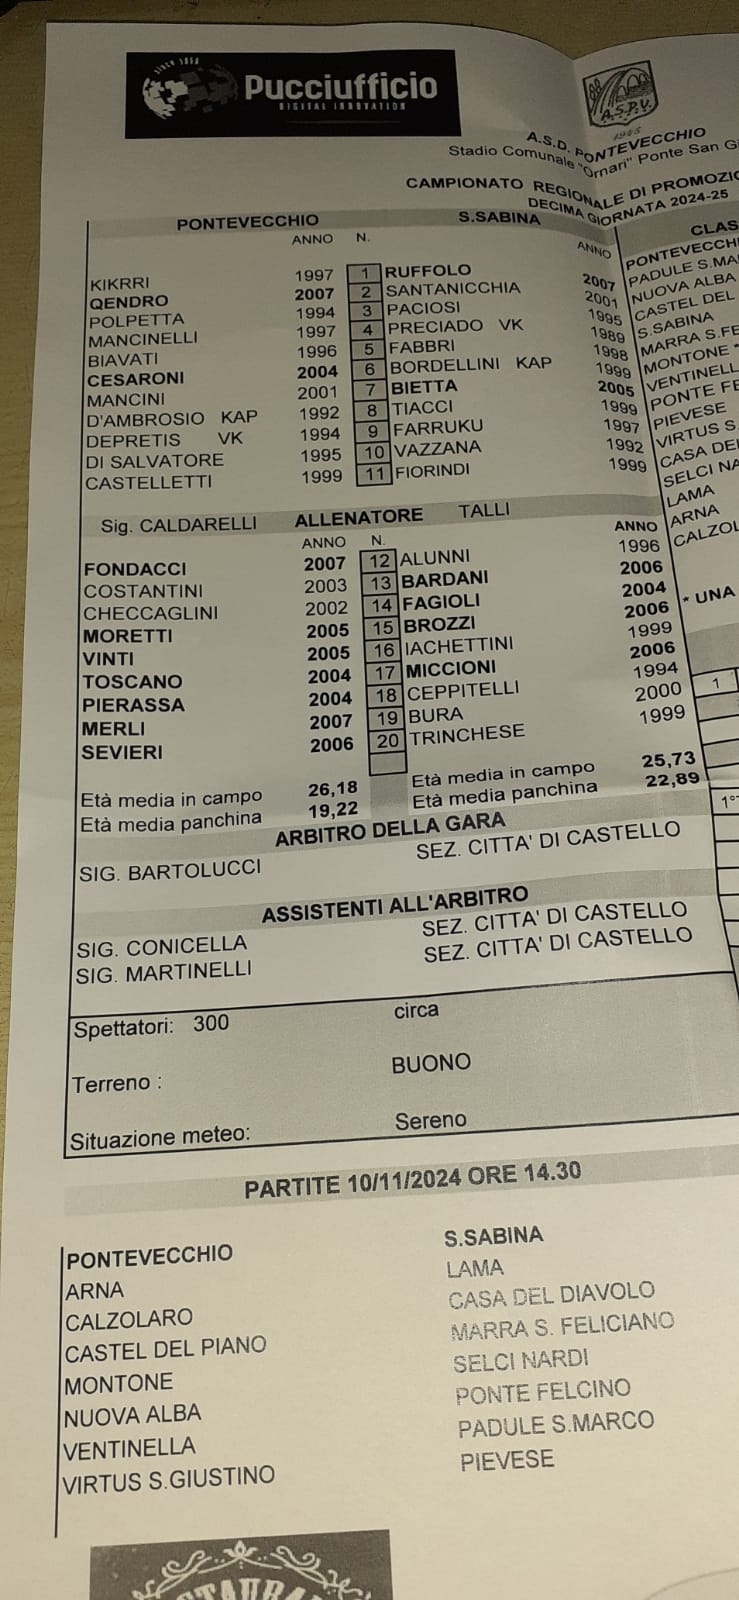 SINCE
Pucciufficio
DIGITAL INNOVATION
A.S.P.V.
1945
A.S.D. PONTEVECCHIO
Stadio Comunale "Ornari" Ponte San
CAMPIONATO REGIONALE DI
DECIMA GIORNATA 2024-25
PONTEVECCHIO S.SABINA
ANNO N. ANNO
KIKRRI 1997 1 RUFFOLO 2007
QENDRO 2007 2 SANTANICCHIA 2001
POLPETTA 1994 3 PACIOSI 1995
MANCINELLI 1997 4 PRECIADO VK 1989
BIAVATI 1996 5 FABBRI 1998
CESARONI 2004 6 BORDELLINI KAP 1999
MANCINI 2001 7 BIETTA 2005
D'AMBROSIO KAP 1992 8 TIACCI 1999
DEPRETIS VK 1994 9 FARRUKU 1997
DI SALVATORE 1995 10 VAZZANA 1992
CASTELLETTI 1999 11 FIORINDI 1999
Sig. CALDARELLI ALLENATORE TALLI
ANNO N. ANNO
FONDACCI 2007 12 ALUNNI 1996
COSTANTINI 2003 13 BARDANI 2006
CHECCAGLINI 2002 14 FAGIOLI 2004
MORETTI 2005 15 BROZZI 2006
VINTI 2005 16 IACHETTINI 1999
TOSCANO 2004 17 MICCIONI 2006
PIERASSA 2004 18 CEPPITELLI 1994
MERLI 2007 19 BURA 2000
SEVIERI 2006 20 TRINCHESE 1999
Età media in campo 26,18 Età media in campo 25,73
Età media panchina 19,22 Età media panchina 22,89
ARBITRO DELLA GARA
SIG. BARTOLUCCI SEZ. CITTA' DI CASTELLO
ASSISTENTI ALL'ARBITRO
SIG. CONICELLA SEZ. CITTA' DI CASTELLO
SIG. MARTINELLI SEZ. CITTA' DI CASTELLO
Spettatori: 300 circa
Terreno : BUONO
Situazione meteo: Sereno
PARTITE 10/11/2024 ORE 14.30
PONTEVECCHIO S.SABINA
ARNA LAMA
CALZOLARO CASA DEL DIAVOLO
CASTEL DEL PIANO MARRA S. FELICIANO
MONTONE SELCI NARDI
NUOVA ALBA PONTE FELCINO
VENTINELLA PADULE S.MARCO
VIRTUS S.GIUSTINO PIEVESE
CLAS
PONTEVECCH
PADULE S.MA
NUOVA ALBA
CASTEL DEL
S.SABINA
MARRA S.FE
MONTONE *
VENTINELL
PONTE FE
PIEVESE
VIRTUS S.
CASA DE
SELCI NA
LAMA
ARNA
CALZOL
* UNA
1
1°